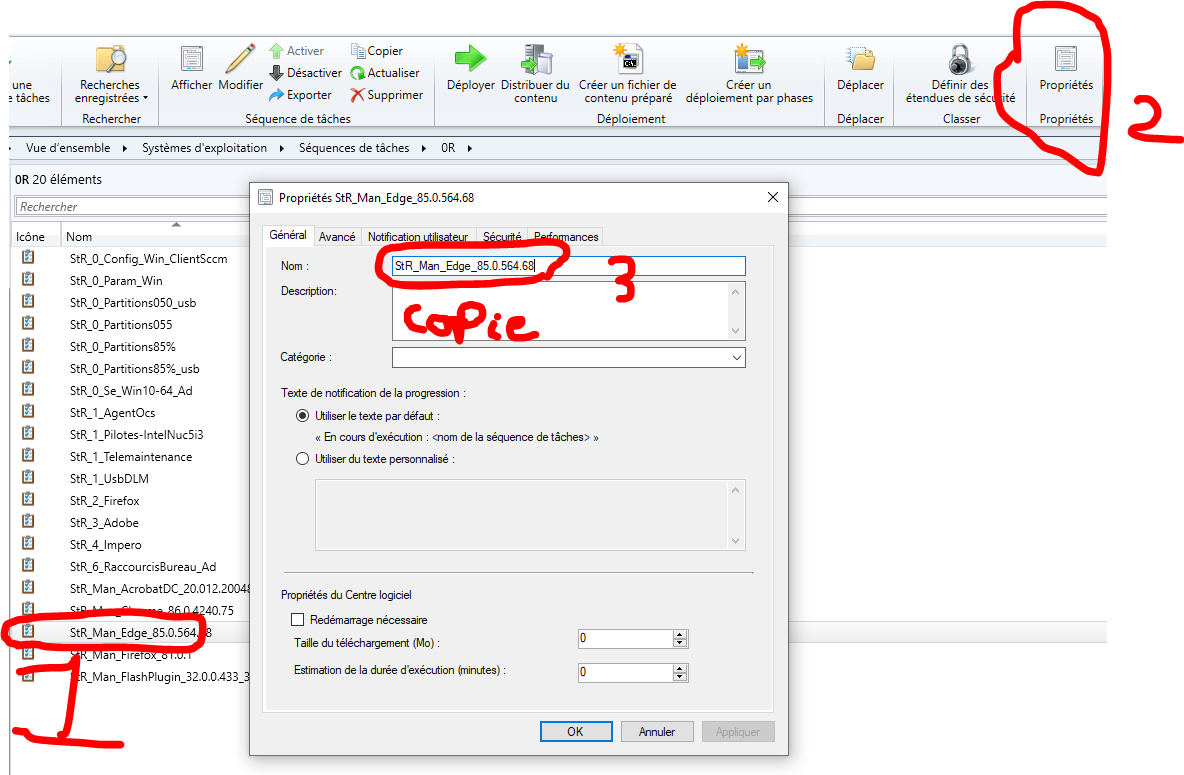 une
e tâches
Recherches
enregistrées
Rechercher
Afficher
Modifier
Activer
Désactiver
Exporter
Copier
Actualiser
Supprimer
Séquence de tâches
Déployer
Distribuer du
contenu
Créer un fichier de
contenu préparé
Créer un
déploiement par phases
Déploiement
Déplacer
Déplacer
Définir des
étendues de sécurité
Classer
Propriétés
Propriétés
2
Vue d'ensemble
Systèmes d'exploitation
Séquences de tâches
0R
0R 20 éléments
Rechercher
Icône Nom
StR_0_Config_Win_ClientSccm
StR_0_Param_Win
StR_0_Partitions050_usb
StR_0_Partitions055
StR_0_Partitions85%
StR_0_Partitions85%_usb
StR_0_Se_Win10-64_Ad
StR_1_AgentOcs
StR_1_Pilotes-IntelNuc5i3
StR_1_Telemaintenance
StR_1_UsbDLM
StR_2_Firefox
StR_3_Adobe
StR_4_Impero
StR_6_RaccourcisBureau_Ad
StR_Man_AcrobatDC_20.012.20048
StR_Man_Chrome_86.0.4240.75
StR_Man_Edge_85.0.564.68
StR_Man_Firefox_81.0.1
StR_Man_FlashPlugin_32.0.0.433_3
1
Propriétés StR_Man_Edge_85.0.564.68
Général Avancé Notification utilisateur Sécurité Performances
Nom : StR_Man_Edge_85.0.564.68
3
Description:
copie
Catégorie :
Texte de notification de la progression :
Utiliser le texte par défaut :
« En cours d'exécution : <nom de la séquence de tâches> »
Utiliser du texte personnalisé :
Propriétés du Centre logiciel
Redémarrage nécessaire
Taille du téléchargement (Mo) : 0
Estimation de la durée d'exécution (minutes) : 0
OK Annuler Appliquer